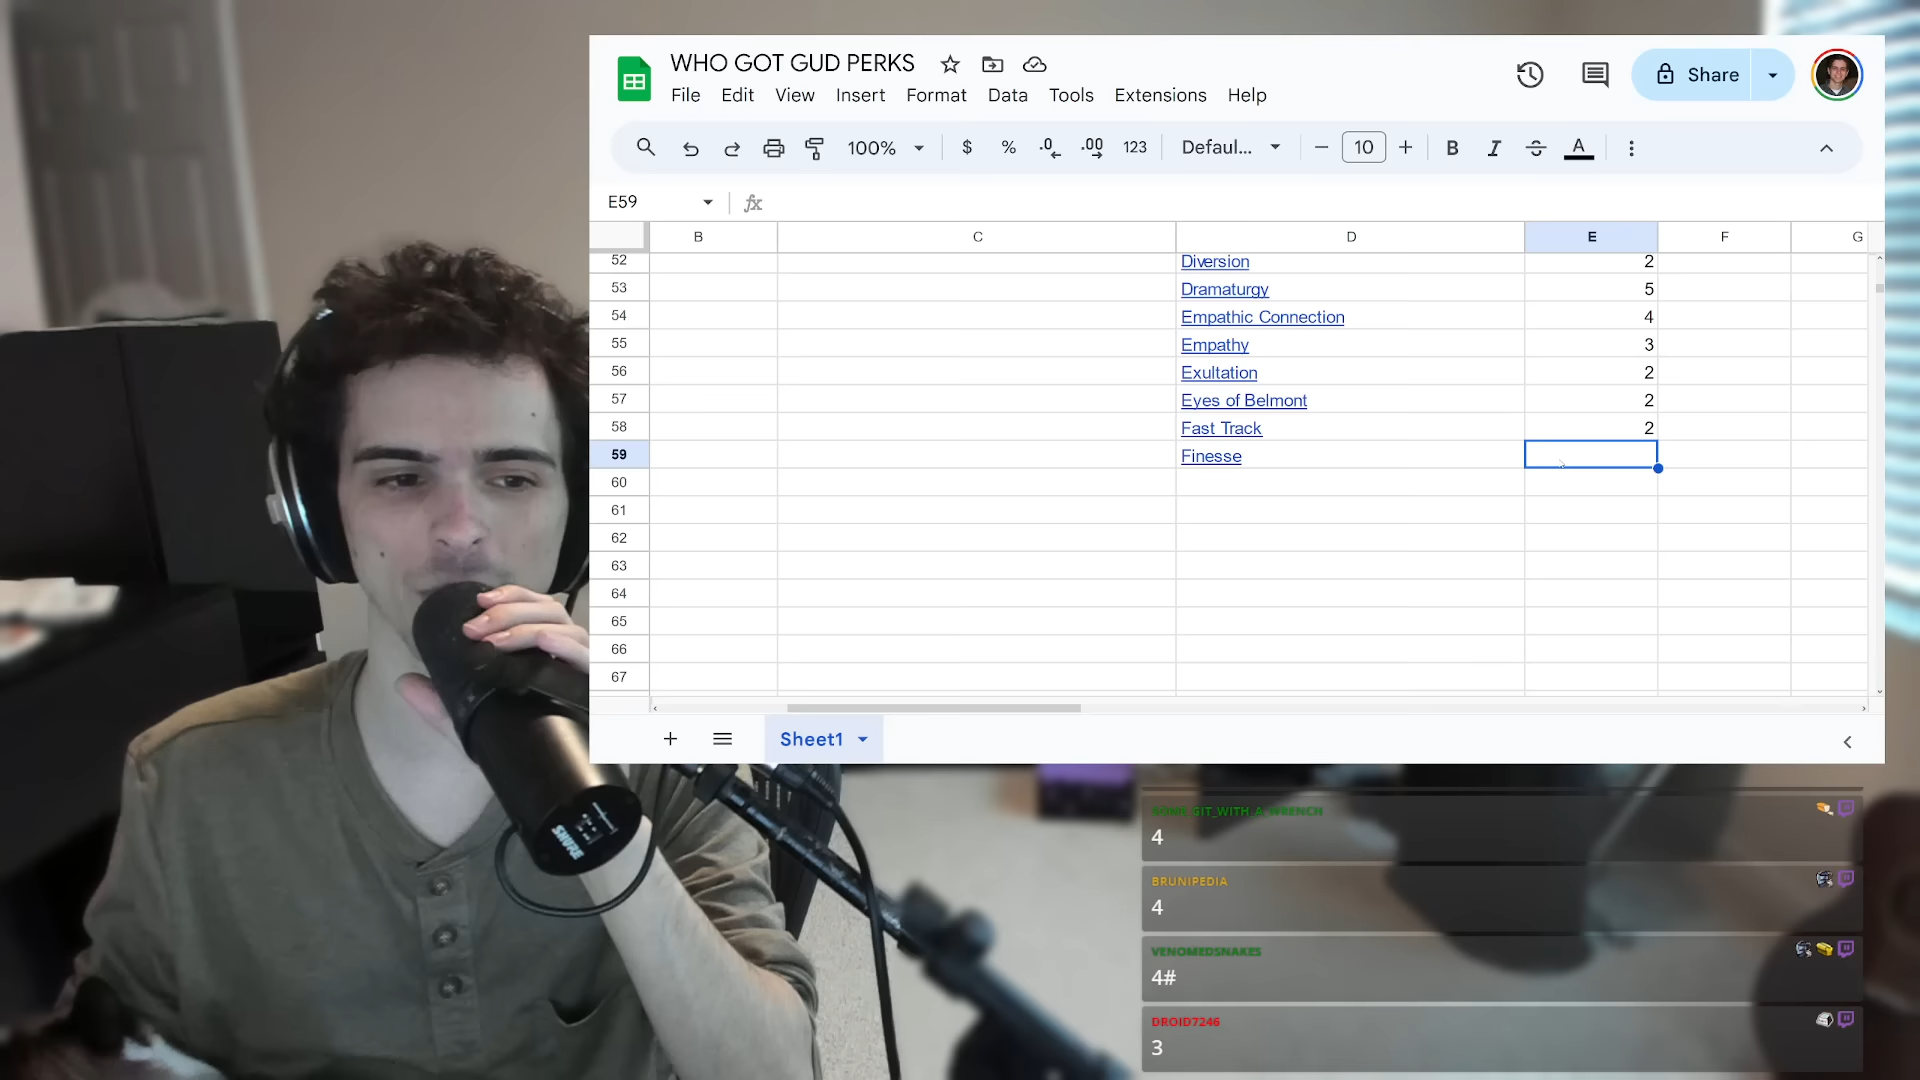 WHO GOT GUD PERKS
Share
File Edit View Insert Format Data Tools Extensions Help
100% $ % .0 .00 123 Defaul... 10 B I A
E59 fx
B C D E F G
52 Diversion 2
53 Dramaturgy 5
54 Empathic Connection 4
55 Empathy 3
56 Exultation 2
57 Eyes of Belmont 2
58 Fast Track 2
59 Finesse
60
61
62
63
64
65
66
67
Sheet1
SHURE
GIT_WITH_A_WRENCH
4
BRUNIPEDIA
4
VENOMEDSNAKES
4#
DROID7246
3